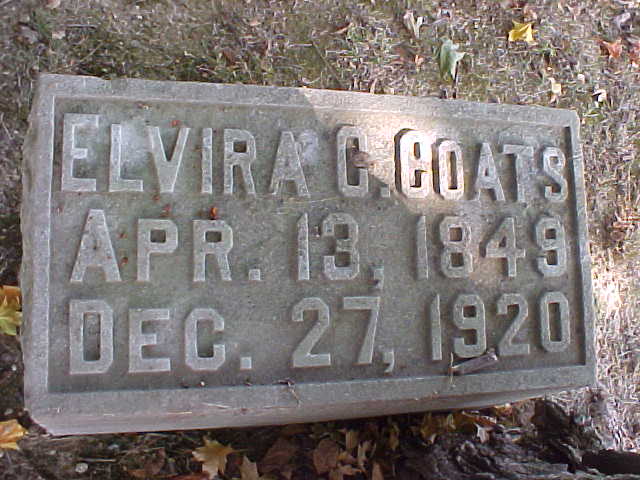 ELVIRA C. COATS
APR. 13, 1849
DEC. 27, 1920